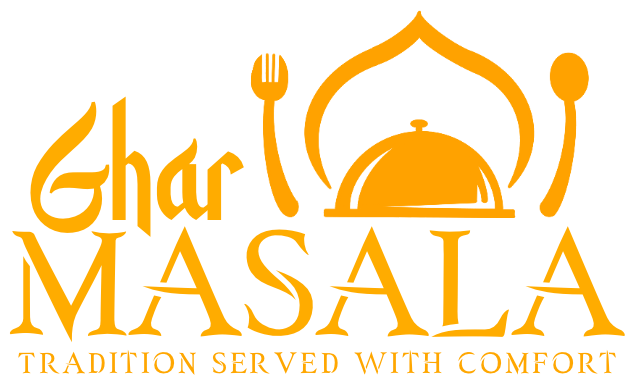 Ghar
MASALA
TRADITION SERVED WITH COMFORT